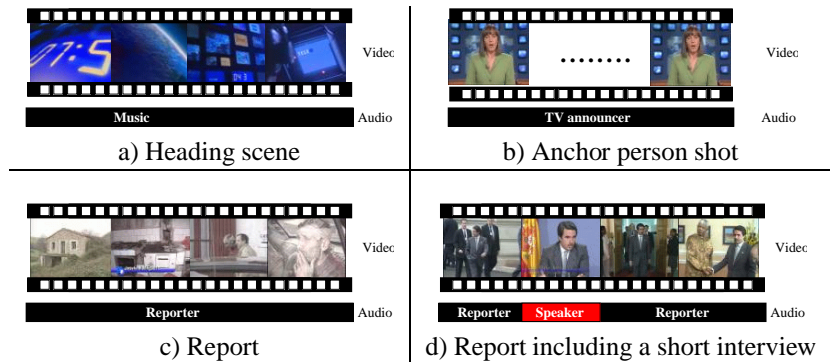 Video
Music
Audio
a) Heading scene
Video
TV announcer
Audio
b) Anchor person shot
Video
Reporter
Audio
c) Report
Video
Reporter Speaker Reporter
Audio
d) Report including a short interview